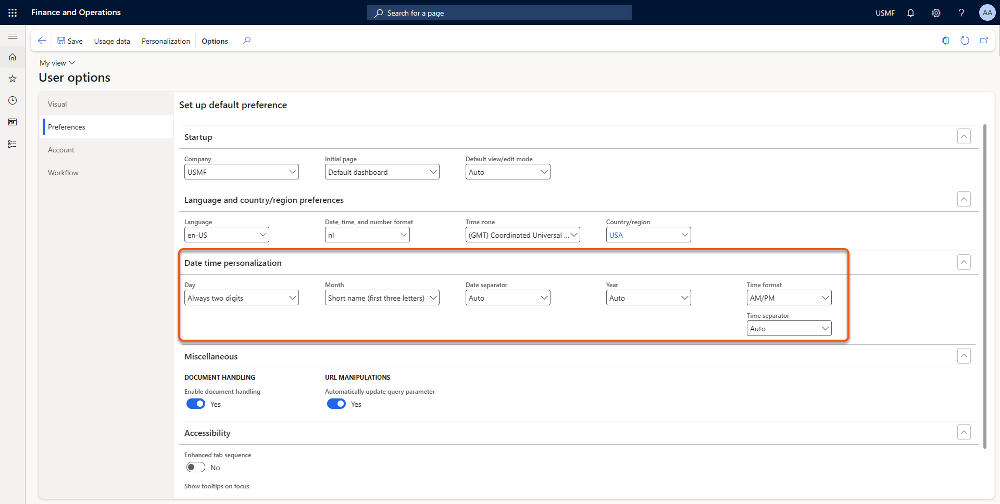 Finance and Operations
Search for a page
USMF
AA
Save Usage data Personalization Options
My view
User options
Visual
Preferences
Account
Workflow
Set up default preference
Startup
Company Initial page Default view/edit mode
USMF Default dashboard Auto
Language and country/region preferences
Language Date, time, and number format Time zone Country/region
en-US nl (GMT) Coordinated Universal ... USA
Date time personalization
Day Month Date separator Year Time format
Always two digits Short name (first three letters) Auto Auto AM/PM
Time separator
Auto
Miscellaneous
DOCUMENT HANDLING URL MANIPULATIONS
Enable document handling Automatically update query parameter
Yes Yes
Accessibility
Enhanced tab sequence
No
Show tooltips on focus